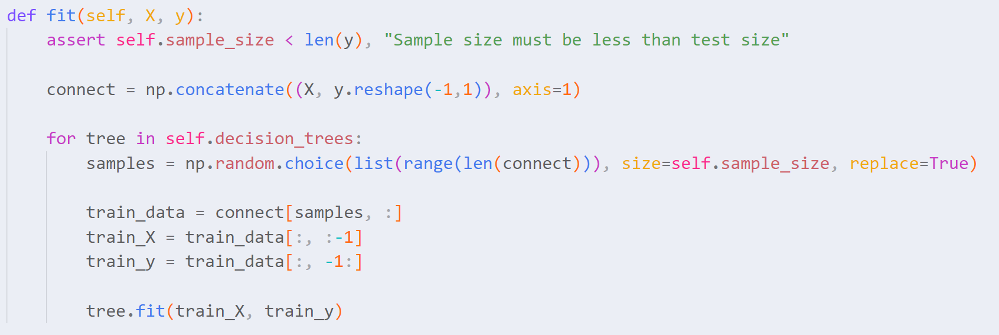 def fit(self, X, y):
    assert self.sample_size < len(y), "Sample size must be less than test size"

    connect = np.concatenate((X, y.reshape(-1,1)), axis=1)

    for tree in self.decision_trees:
        samples = np.random.choice(list(range(len(connect))), size=self.sample_size, replace=True)

        train_data = connect[samples, :]
        train_X = train_data[:, :-1]
        train_y = train_data[:, -1:]

        tree.fit(train_X, train_y)